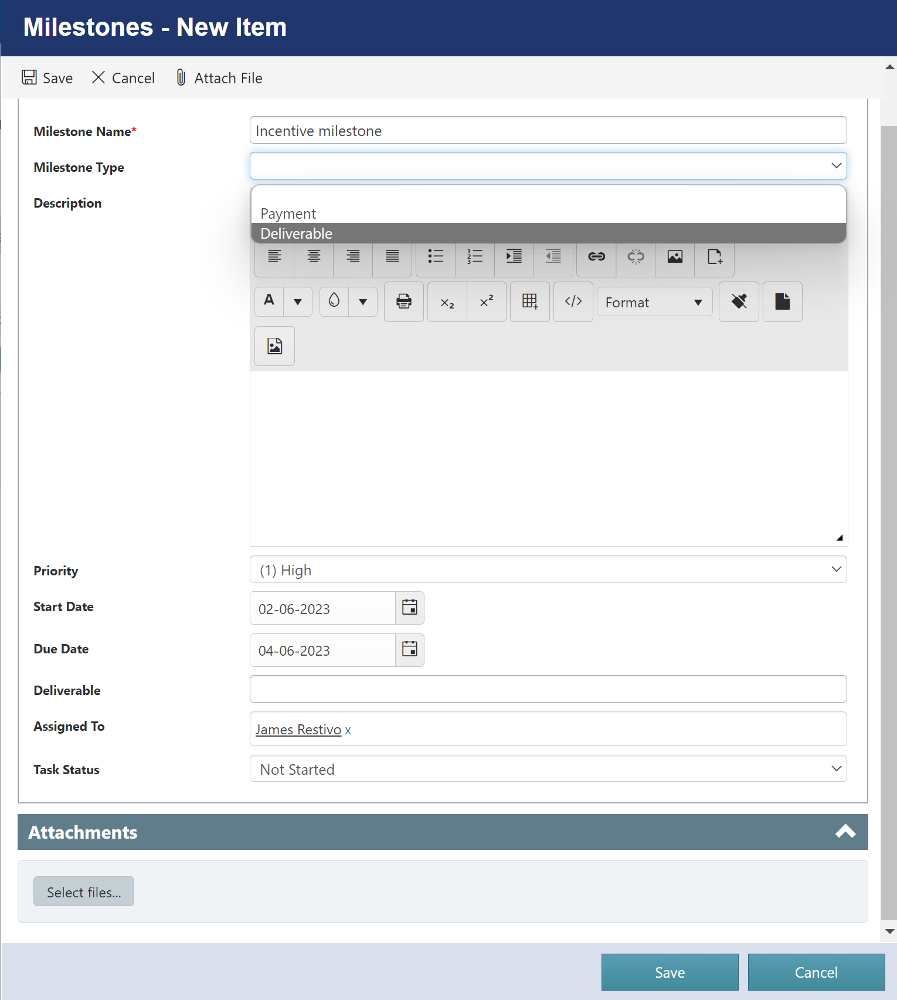 Milestones - New Item
Save Cancel Attach File
Milestone Name* Incentive milestone
Milestone Type
Description
Payment
Deliverable
A x₂ x² </> Format
Priority (1) High
Start Date 02-06-2023
Due Date 04-06-2023
Deliverable
Assigned To James Restivo x
Task Status Not Started
Attachments
Select files...
Save Cancel